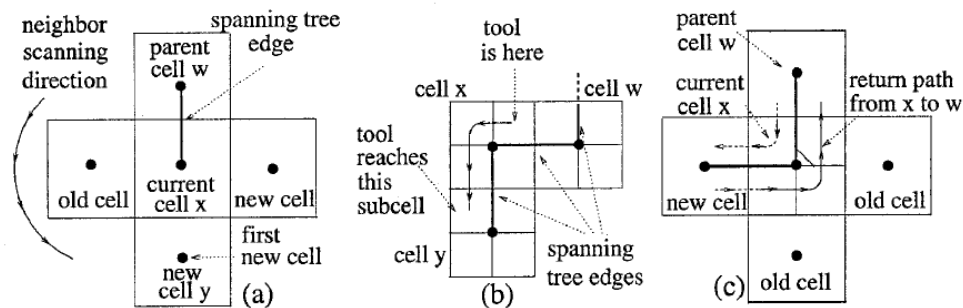 neighbor
scanning
direction
(a)
spanning tree
edge
parent
cell w
old cell
current
cell x
new cell
first
new cell
new
cell y
(a)
tool
is here
cell x
cell w
tool
reaches
this
subcell
cell y
spanning
tree edges
(b)
(c)
parent
cell w
current
cell x
return path
from x to w
new cell
old cell
old cell